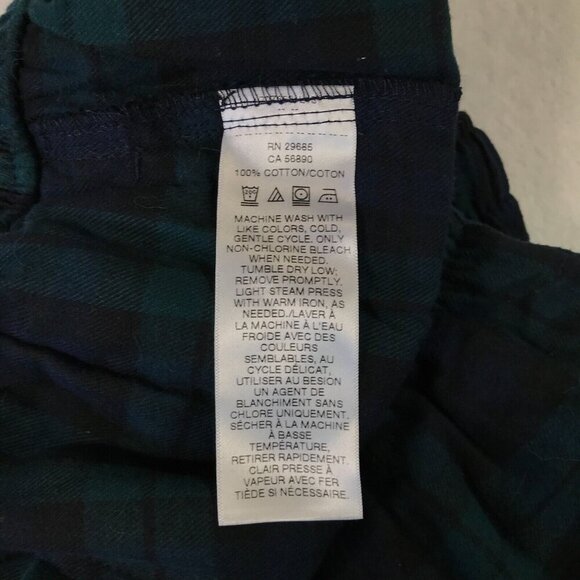 RN 29685
CA 56890
100% COTTON/COTON
MACHINE WASH WITH
LIKE COLORS, COLD,
GENTLE CYCLE. ONLY
NON-CHLORINE BLEACH
WHEN NEEDED.
TUMBLE DRY LOW;
REMOVE PROMPTLY.
LIGHT STEAM PRESS
WITH WARM IRON, AS
NEEDED./LAVER À
LA MACHINE À L'EAU
FROIDE AVEC DES
COULEURS
SEMBLABLES, AU
CYCLE DÉLICAT,
UTILISER AU BESION
UN AGENT DE
BLANCHIMENT SANS
CHLORE UNIQUEMENT.
SÉCHER À LA MACHINE
À BASSE
TEMPÉRATURE,
RETIRER RAPIDEMENT.
CLAIR PRESSE À
VAPEUR AVEC FER
TIÈDE SI NÉCESSAIRE.